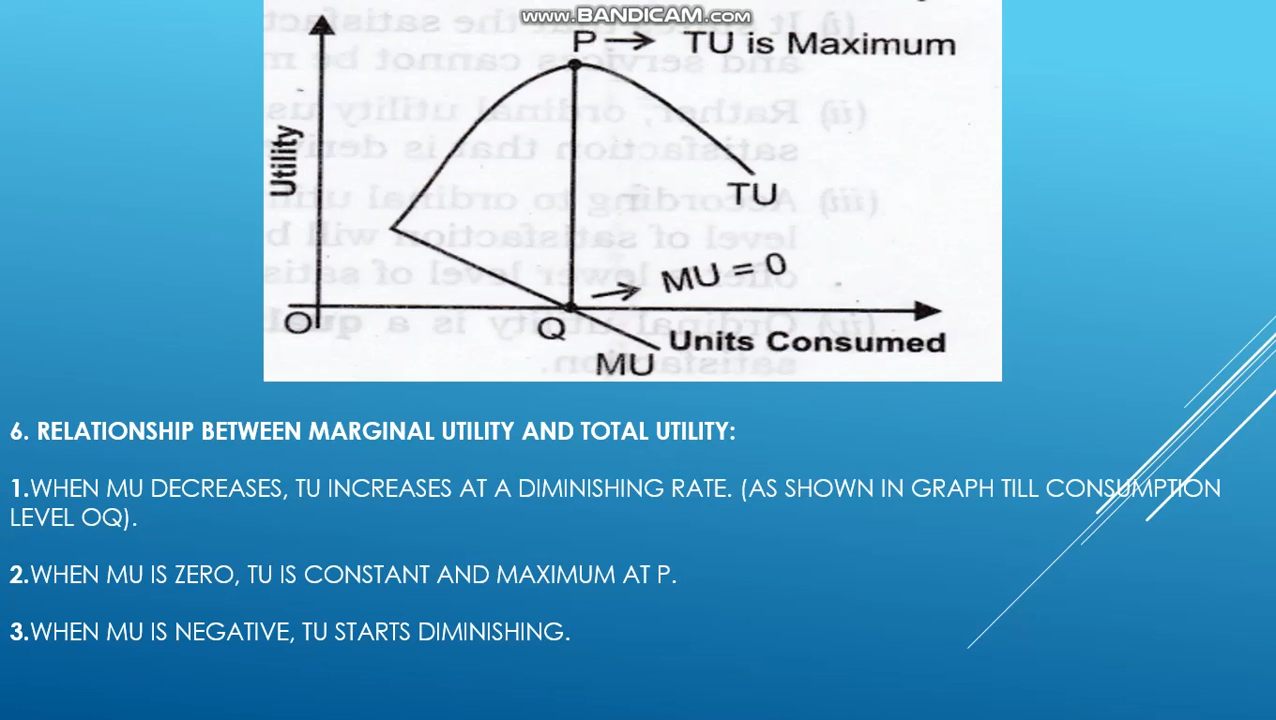 www.BANDICAM.com
P → TU is Maximum
Utility
TU
MU = 0
O
Q
Units Consumed
MU
6. RELATIONSHIP BETWEEN MARGINAL UTILITY AND TOTAL UTILITY:
1.WHEN MU DECREASES, TU INCREASES AT A DIMINISHING RATE. (AS SHOWN IN GRAPH TILL CONSUMPTION
LEVEL OQ).
2.WHEN MU IS ZERO, TU IS CONSTANT AND MAXIMUM AT P.
3.WHEN MU IS NEGATIVE, TU STARTS DIMINISHING.